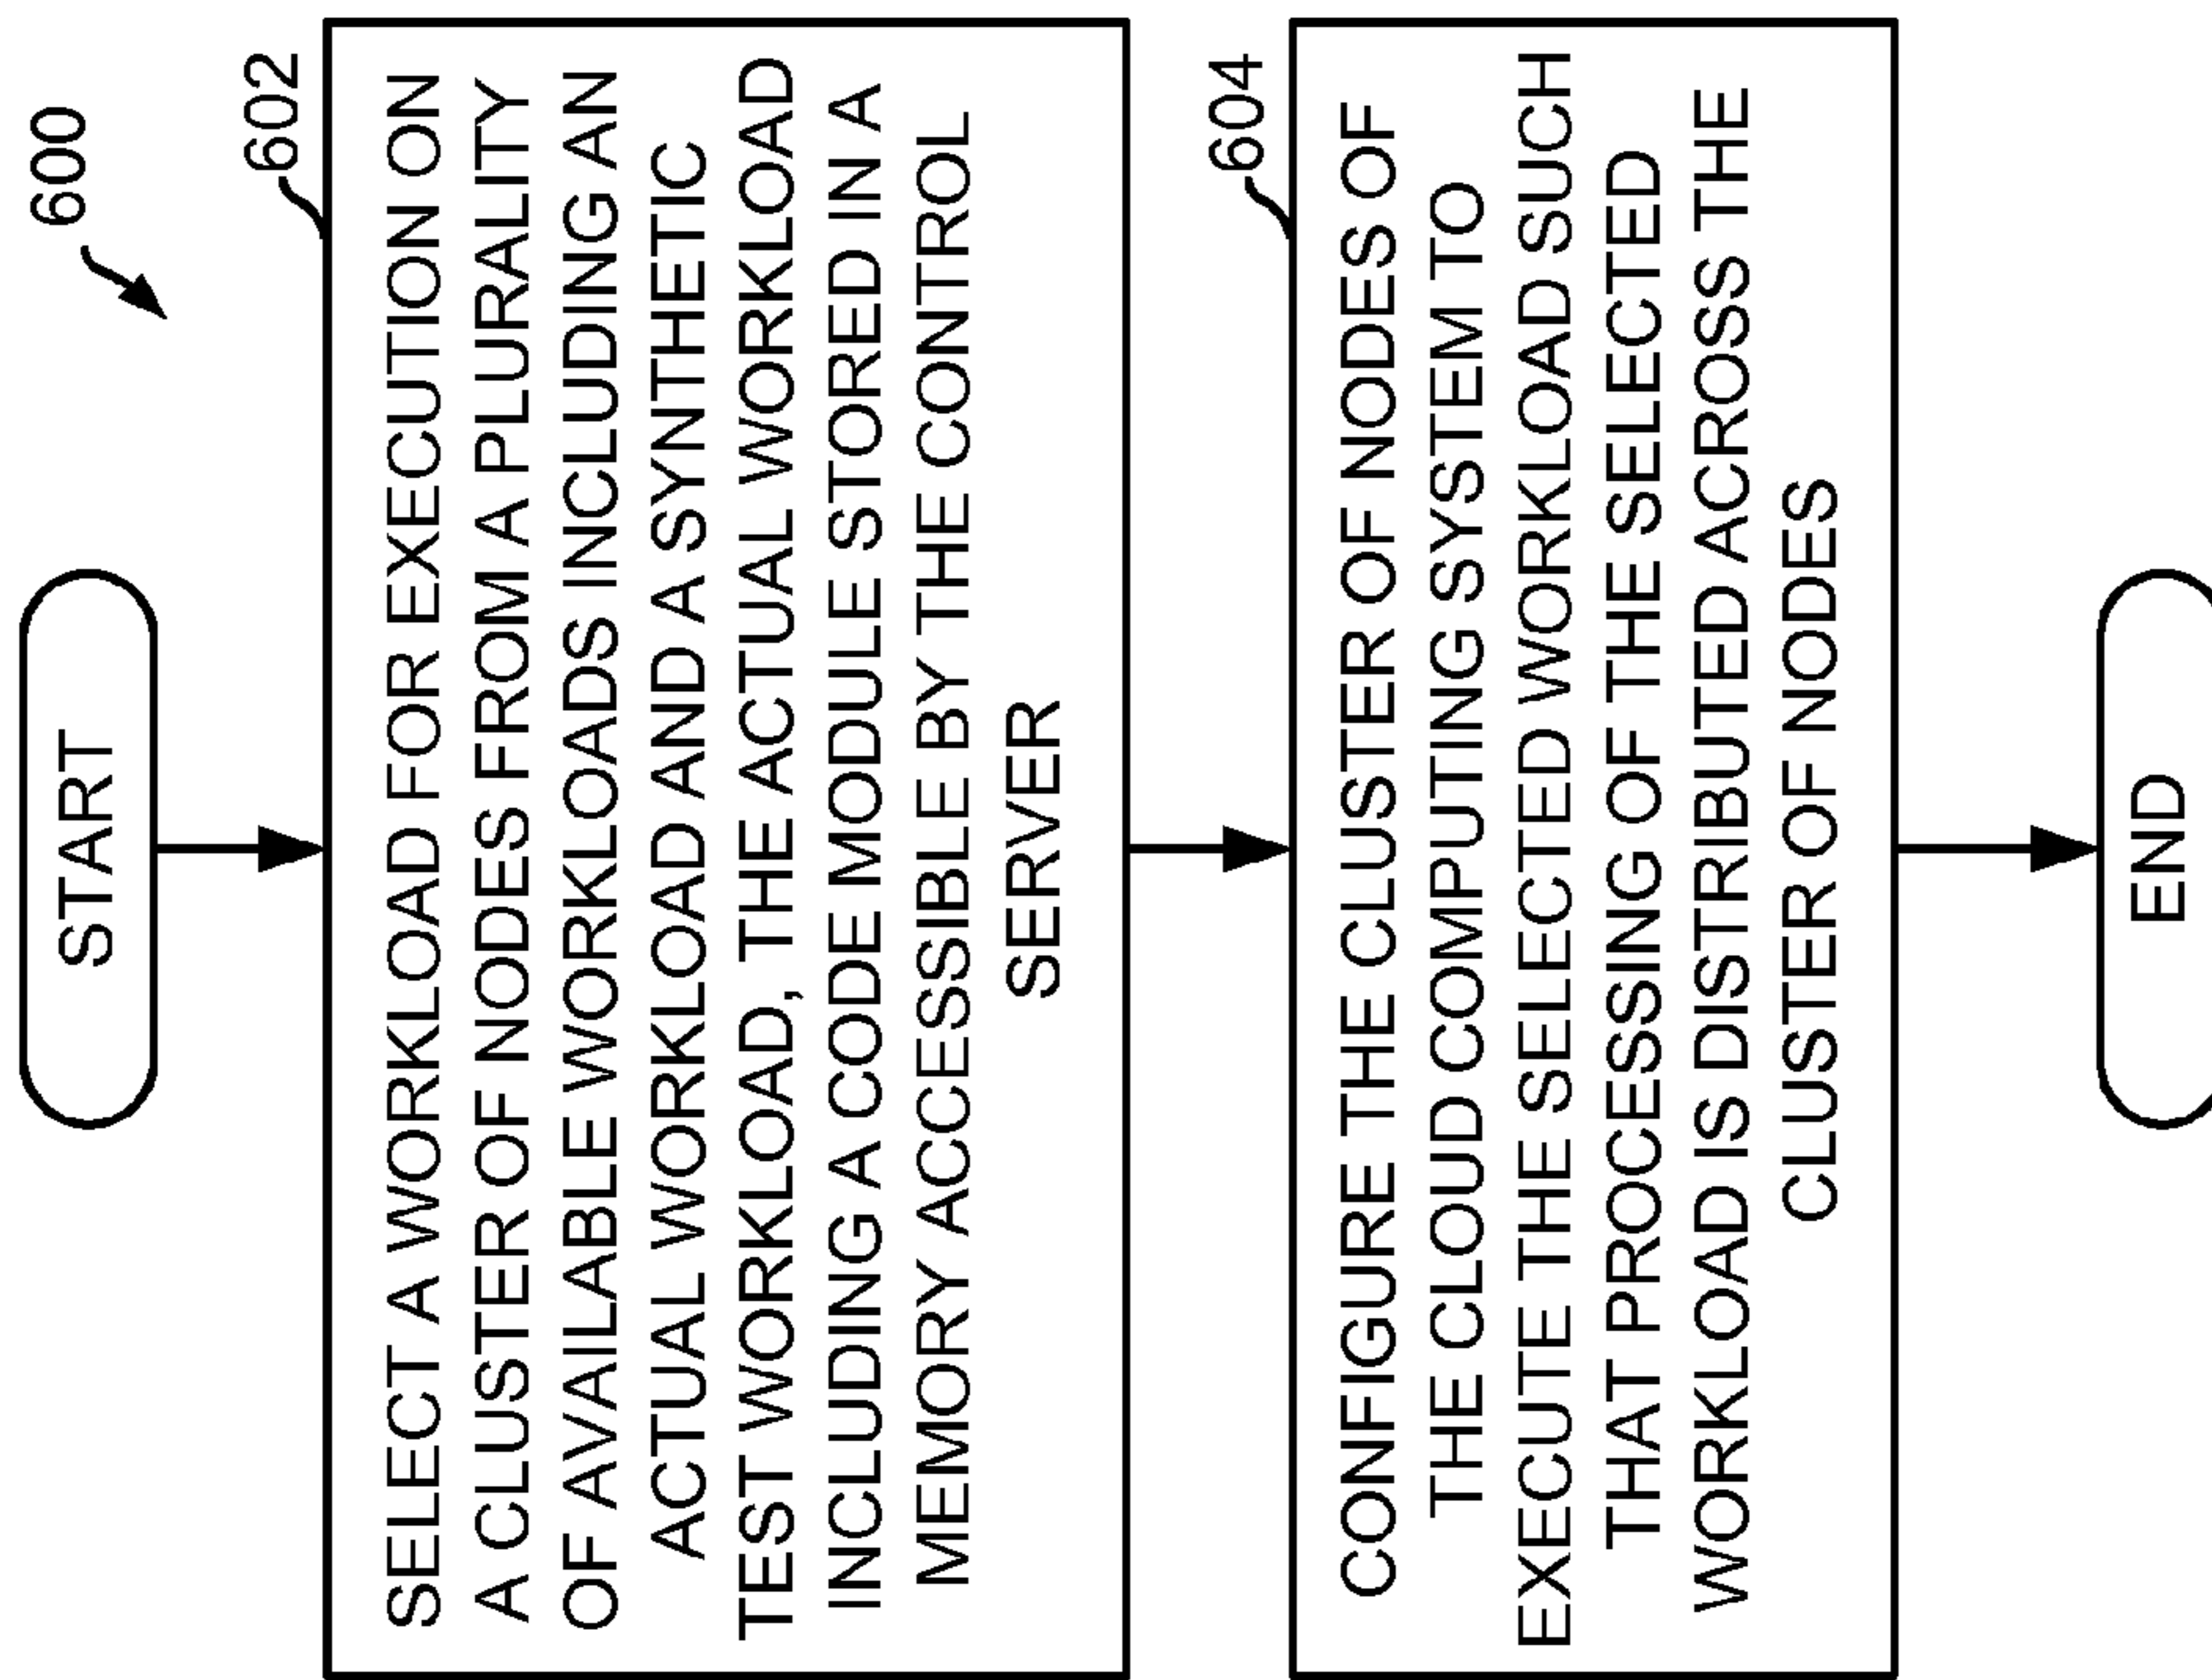 600
START
602
SELECT A WORKLOAD FOR EXECUTION ON
A CLUSTER OF NODES FROM A PLURALITY
OF AVAILABLE WORKLOADS INCLUDING AN
ACTUAL WORKLOAD AND A SYNTHETIC
TEST WORKLOAD, THE ACTUAL WORKLOAD
INCLUDING A CODE MODULE STORED IN A
MEMORY ACCESSIBLE BY THE CONTROL
SERVER
604
CONFIGURE THE CLUSTER OF NODES OF
THE CLOUD COMPUTING SYSTEM TO
EXECUTE THE SELECTED WORKLOAD SUCH
THAT PROCESSING OF THE SELECTED
WORKLOAD IS DISTRIBUTED ACROSS THE
CLUSTER OF NODES
END